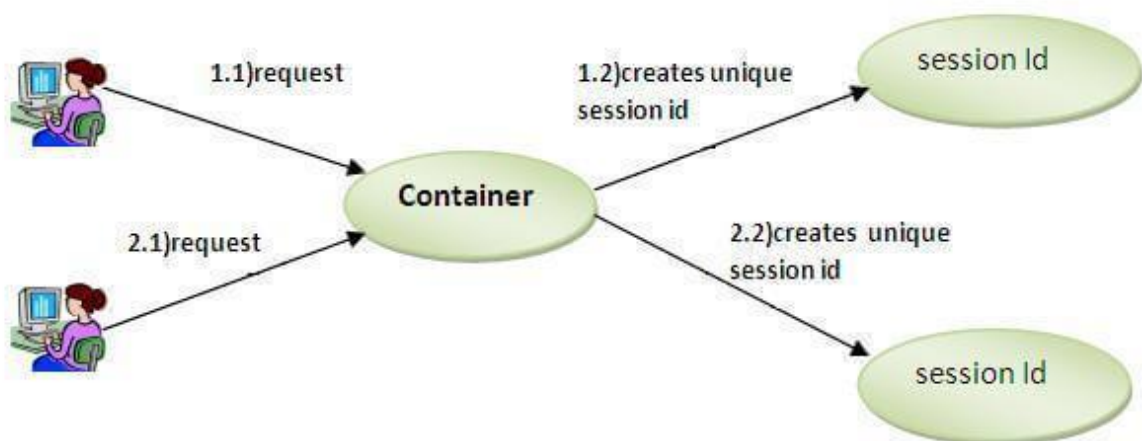 1.1)request
1.2)creates unique
session id
session Id
Container
2.1)request
2.2)creates unique
session id
session Id